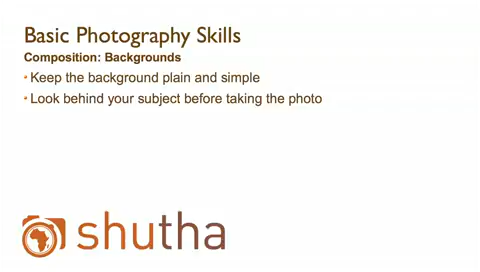 Basic Photography Skills
Composition: Backgrounds
• Keep the background plain and simple
• Look behind your subject before taking the photo
shutha